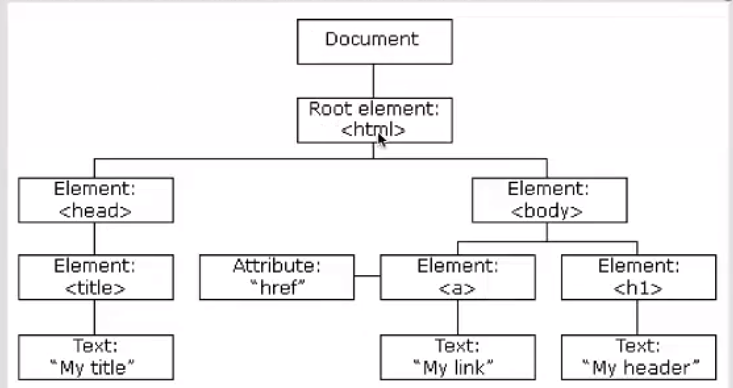 Document
Root element:
<html>
Element:
<head>
Element:
<body>
Element:
<title>
Attribute:
"href"
Element:
<a>
Element:
<h1>
Text:
"My title"
Text:
"My link"
Text:
"My header"